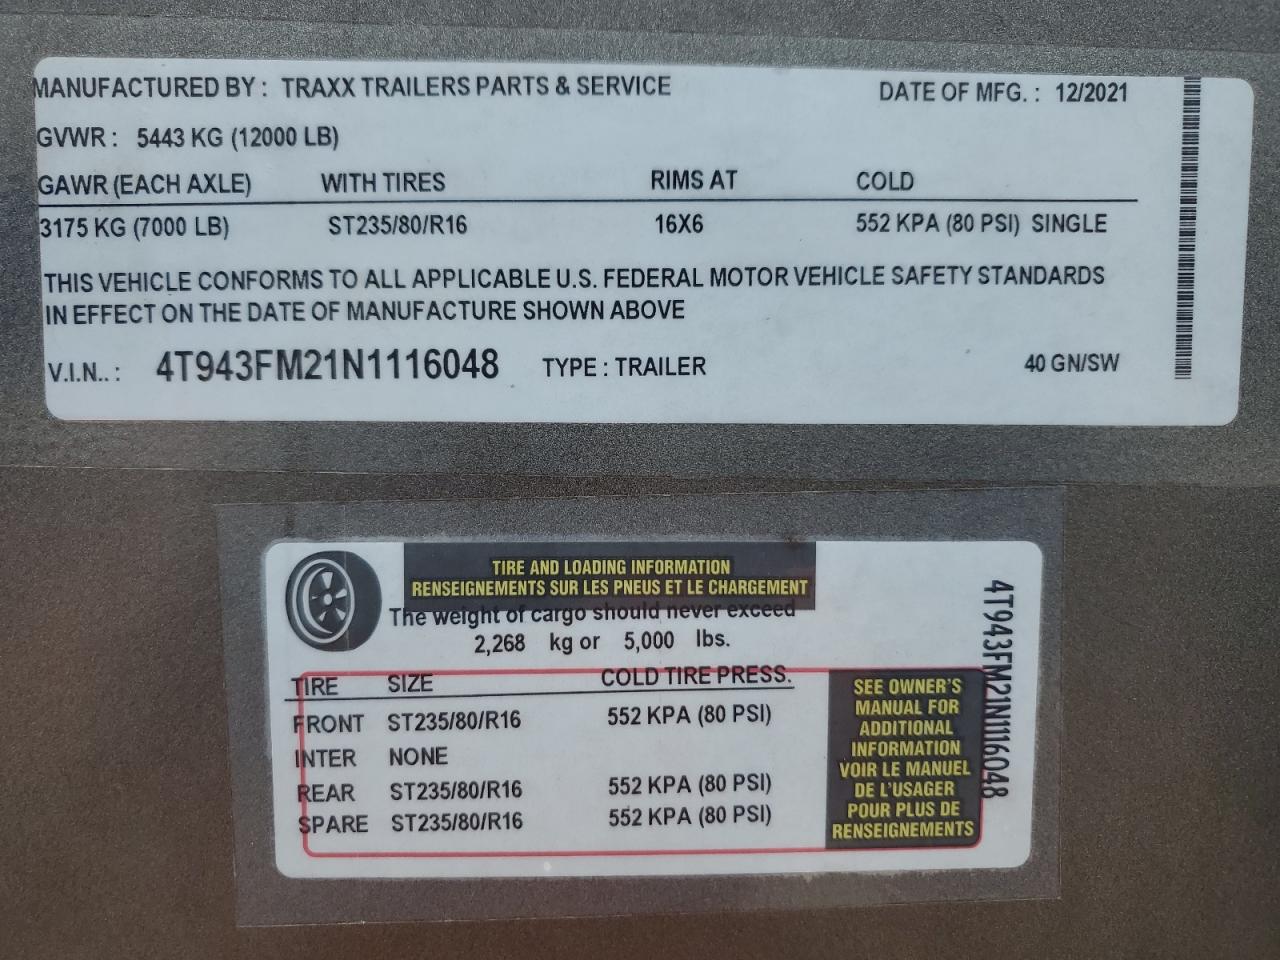 MANUFACTURED BY : TRAXX TRAILERS PARTS & SERVICE DATE OF MFG. : 12/2021
GVWR : 5443 KG (12000 LB)
GAWR (EACH AXLE) WITH TIRES RIMS AT COLD
3175 KG (7000 LB) ST235/80/R16 16X6 552 KPA (80 PSI) SINGLE
THIS VEHICLE CONFORMS TO ALL APPLICABLE U.S. FEDERAL MOTOR VEHICLE SAFETY STANDARDS
IN EFFECT ON THE DATE OF MANUFACTURE SHOWN ABOVE
V.I.N.. : 4T943FM21N1116048 TYPE : TRAILER 40 GN/SW
TIRE AND LOADING INFORMATION
RENSEIGNEMENTS SUR LES PNEUS ET LE CHARGEMENT
The weight of cargo should never exceed
2,268 kg or 5,000 lbs.
TIRE SIZE COLD TIRE PRESS.
FRONT ST235/80/R16 552 KPA (80 PSI)
INTER NONE
REAR ST235/80/R16 552 KPA (80 PSI)
SPARE ST235/80/R16 552 KPA (80 PSI)
SEE OWNER'S
MANUAL FOR
ADDITIONAL
INFORMATION
VOIR LE MANUEL
DE L'USAGER
POUR PLUS DE
RENSEIGNEMENTS
4T943FM21N1116048